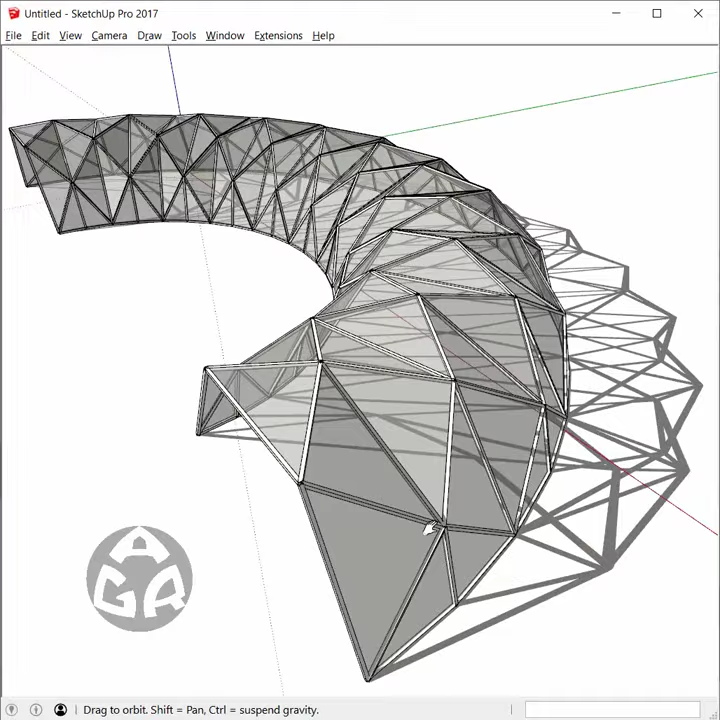 Untitled - SketchUp Pro 2017
File Edit View Camera Draw Tools Window Extensions Help
AGR
Drag to orbit. Shift = Pan, Ctrl = suspend gravity.